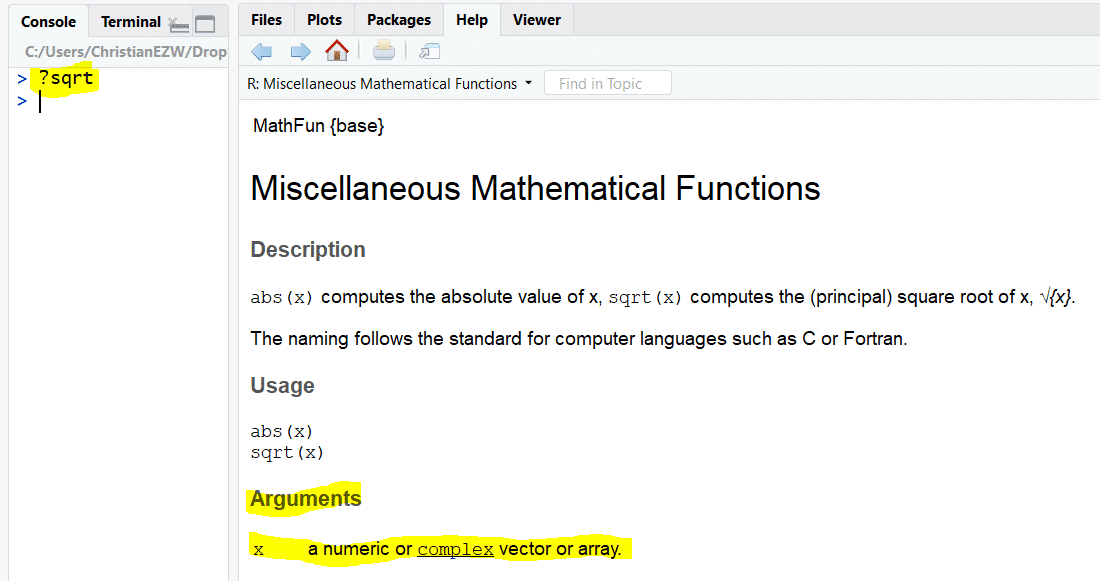 Console Terminal
C:/Users/ChristianEZW/Drop
> ?sqrt
>
Files Plots Packages Help Viewer
R: Miscellaneous Mathematical Functions Find in Topic
MathFun {base}
Miscellaneous Mathematical Functions
Description
abs(x) computes the absolute value of x, sqrt(x) computes the (principal) square root of x, √{x}.
The naming follows the standard for computer languages such as C or Fortran.
Usage
abs(x)
sqrt(x)
Arguments
x a numeric or complex vector or array.